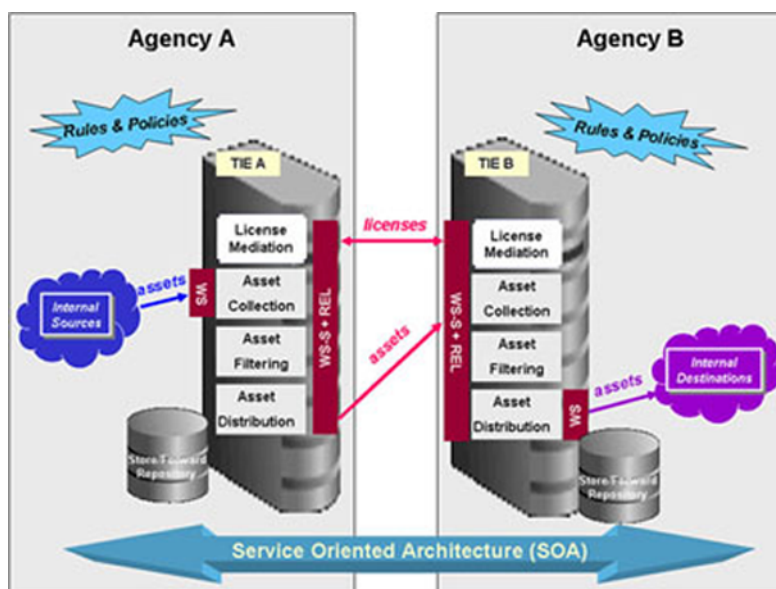 Agency A
Rules & Policies
TIE A
License
Mediation
Asset
Collection
Asset
Filtering
Asset
Distribution
WS
WS-S + REL
assets
Internal
Sources
Store/Forward
Repository
licenses
assets
Agency B
Rules & Policies
TIE B
License
Mediation
Asset
Collection
Asset
Filtering
Asset
Distribution
WS-S + REL
WS
assets
Internal
Destinations
Store/Forward
Repository
Service Oriented Architecture (SOA)